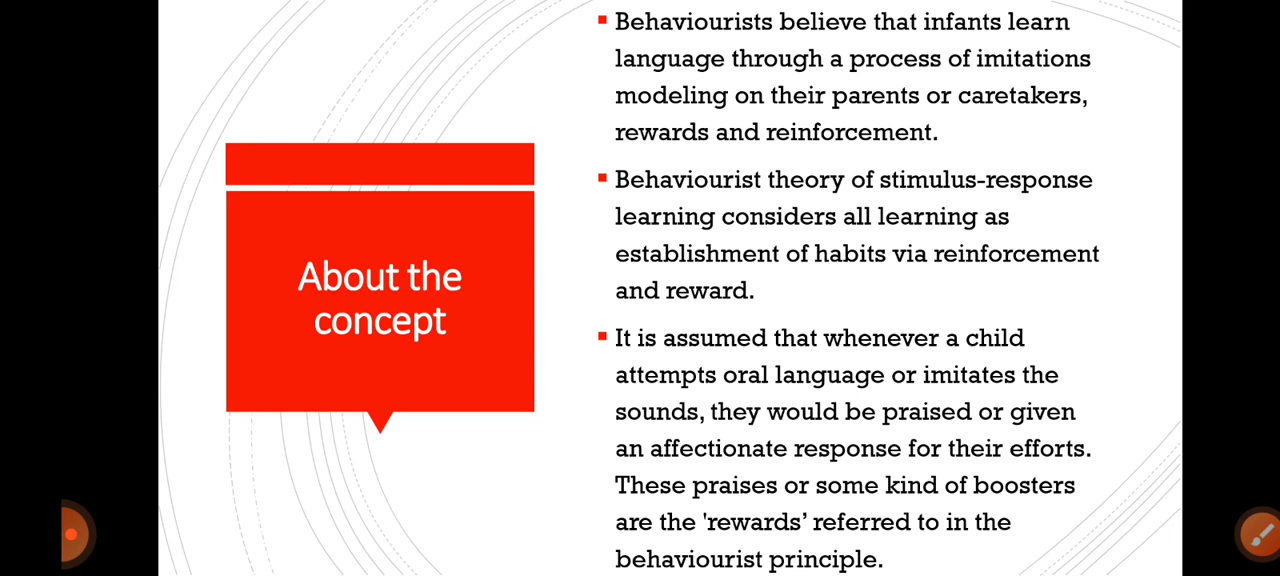 About the
concept
Behaviourists believe that infants learn
language through a process of imitations
modeling on their parents or caretakers,
rewards and reinforcement.
Behaviourist theory of stimulus-response
learning considers all learning as
establishment of habits via reinforcement
and reward.
It is assumed that whenever a child
attempts oral language or imitates the
sounds, they would be praised or given
an affectionate response for their efforts.
These praises or some kind of boosters
are the 'rewards’ referred to in the
behaviourist principle.